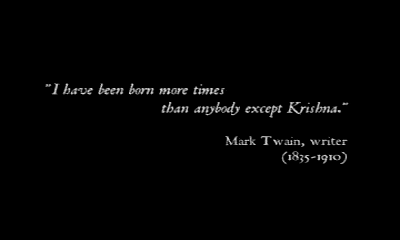 "I have been born more times
than anybody except Krishna."
Mark Twain, writer
(1835-1910)